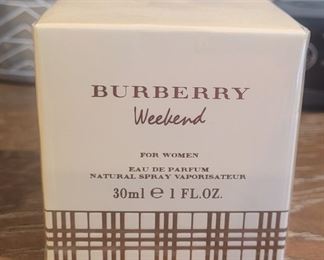 BURBERRY
Weekend
FOR WOMEN
EAU DE PARFUM
NATURAL SPRAY VAPORISATEUR
30ml ℮ 1 FL.OZ.